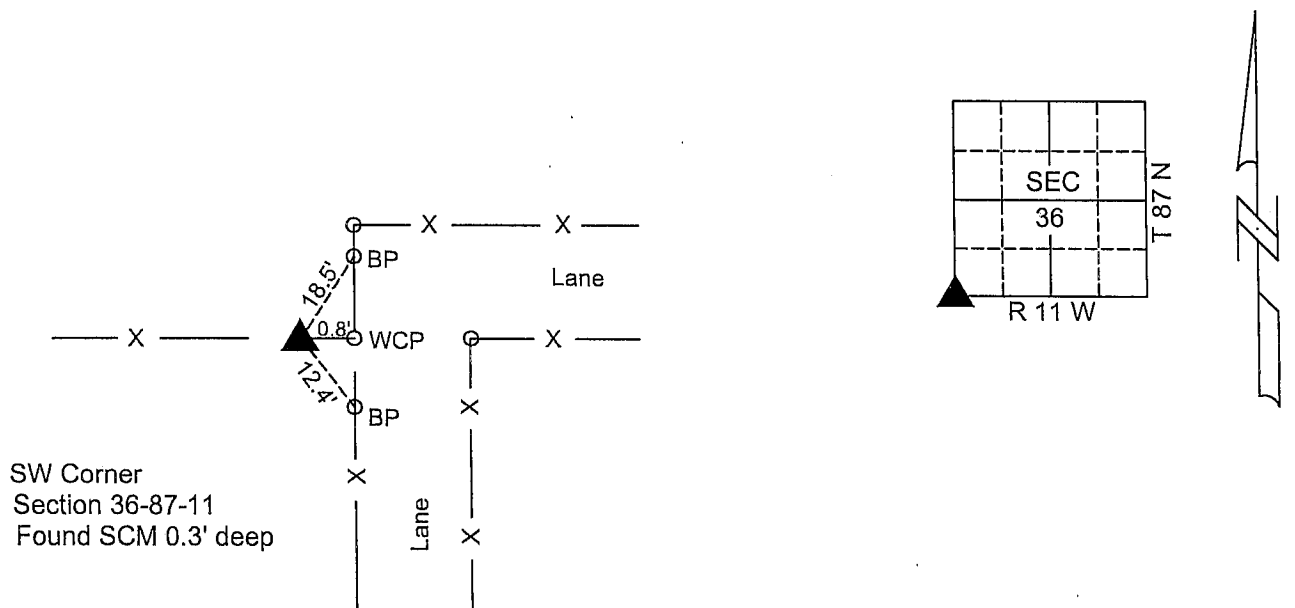 BP
18.5'
Lane
0.8'
WCP
12.4'
BP
X
X
X
X
X
X
X
SW Corner
Section 36-87-11
Found SCM 0.3' deep
Lane
SEC
36
T 87 N
R 11 W